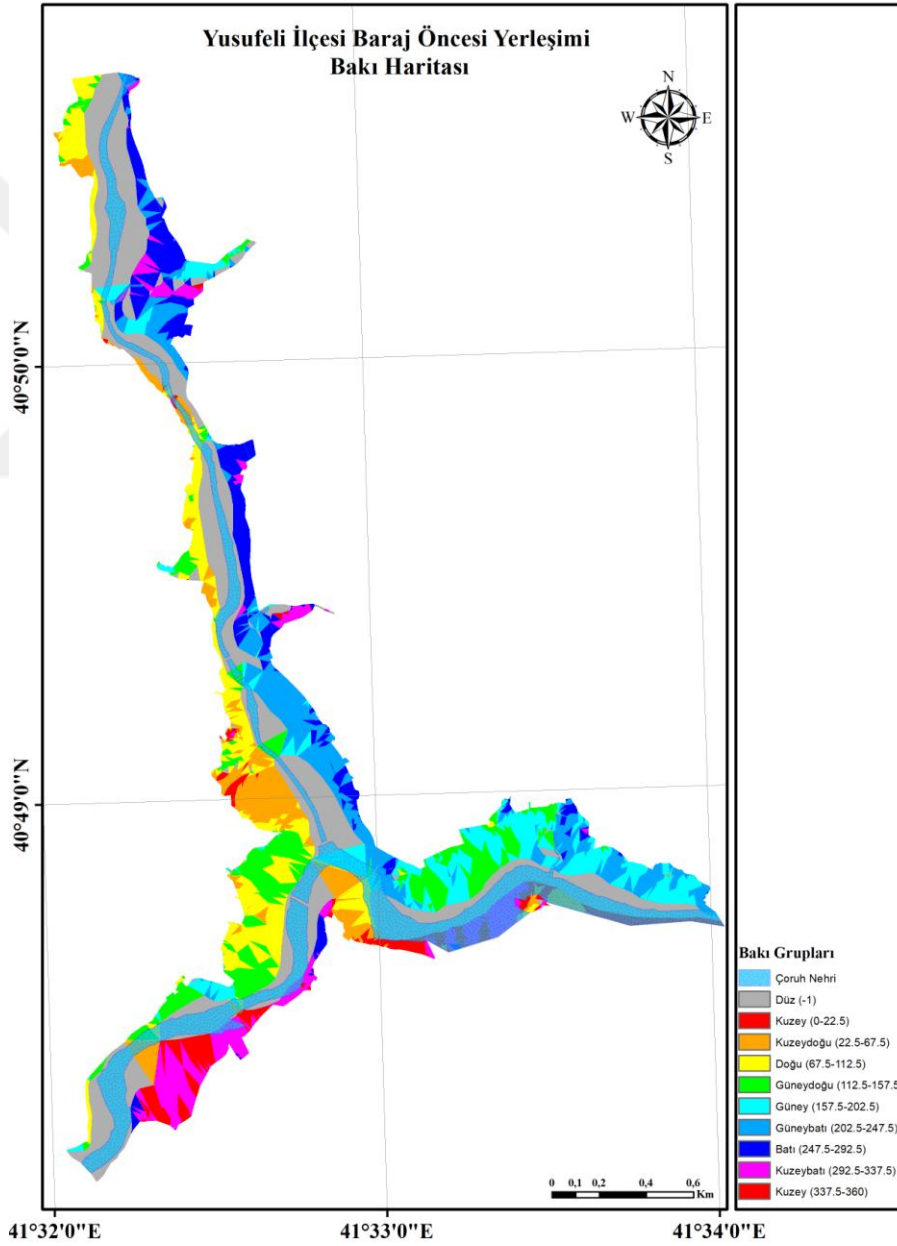 Yusufeli İlçesi Baraj Öncesi Yerleşimi
Bakı Haritası
N
W E
S
40°50'0"N
40°49'0"N
Bakı Grupları
Çoruh Nehri
Düz (-1)
Kuzey (0-22.5)
Kuzeydoğu (22.5-67.5)
Doğu (67.5-112.5)
Güneydoğu (112.5-157.5
Güney (157.5-202.5)
Güneybatı (202.5-247.5)
Batı (247.5-292.5)
Kuzeybatı (292.5-337.5)
Kuzey (337.5-360)
0 0,1 0,2 0,4 0,6
Km
41°32'0"E 41°33'0"E 41°34'0"E